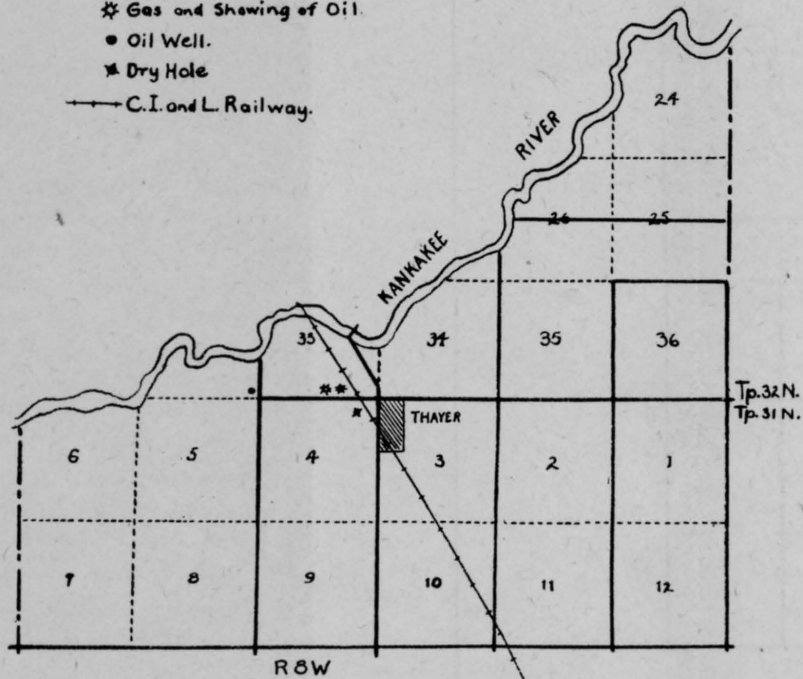 Gas and Showing of Oil.
Oil Well.
Dry Hole
C.I. and L. Railway.
24
RIVER
26
25
KANKAKEE
33
34
35
36
Tp. 32 N.
Tp. 31 N.
THAYER
6
5
4
3
2
1
7
8
9
10
11
12
R 8 W